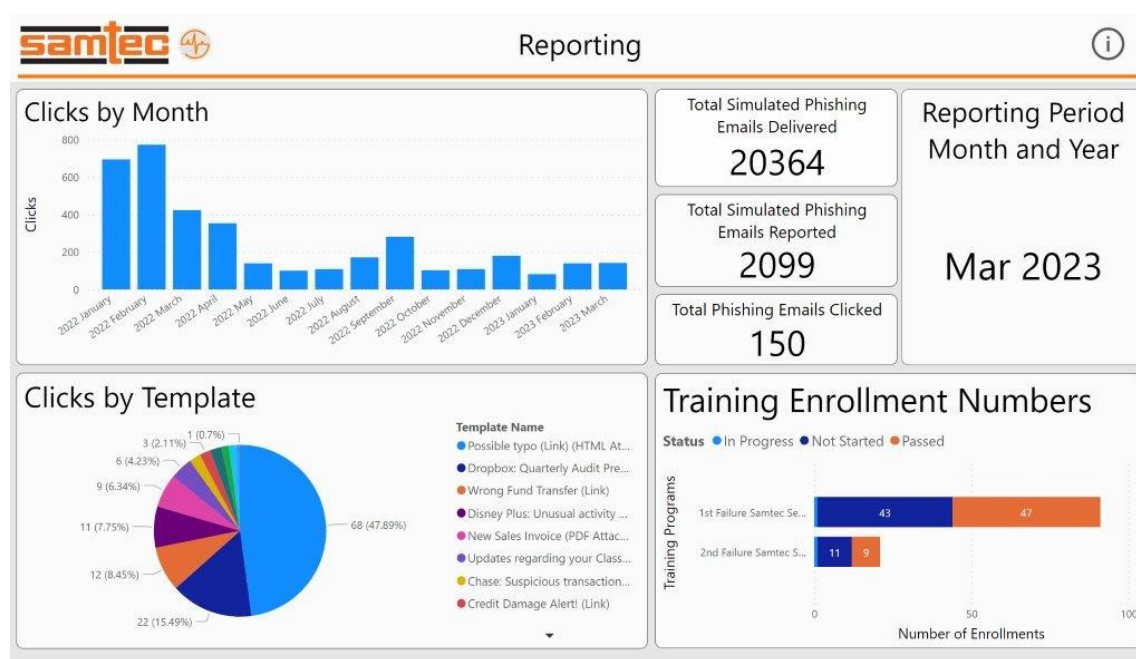 samtec
Reporting
i
Clicks by Month
800
600
400
200
0
Clicks
2022 January
2022 February
2022 March
2022 April
2022 May
2022 June
2022 July
2022 August
2022 September
2022 October
2022 November
2022 December
2023 January
2023 February
2023 March
Total Simulated Phishing
Emails Delivered
20364
Total Simulated Phishing
Emails Reported
2099
Total Phishing Emails Clicked
150
Reporting Period
Month and Year
Mar 2023
Clicks by Template
1 (0.7%)
3 (2.11%)
6 (4.23%)
9 (6.34%)
11 (7.75%)
12 (8.45%)
22 (15.49%)
68 (47.89%)
Template Name
Possible typo (Link) (HTML At...
Dropbox: Quarterly Audit Pre...
Wrong Fund Transfer (Link)
Disney Plus: Unusual activity ...
New Sales Invoice (PDF Attac...
Updates regarding your Class...
Chase: Suspicious transaction...
Credit Damage Alert! (Link)
Training Enrollment Numbers
Status In Progress Not Started Passed
Training Programs
1st Failure Samtec Se...
43
47
2nd Failure Samtec S...
11
9
0
50
100
Number of Enrollments